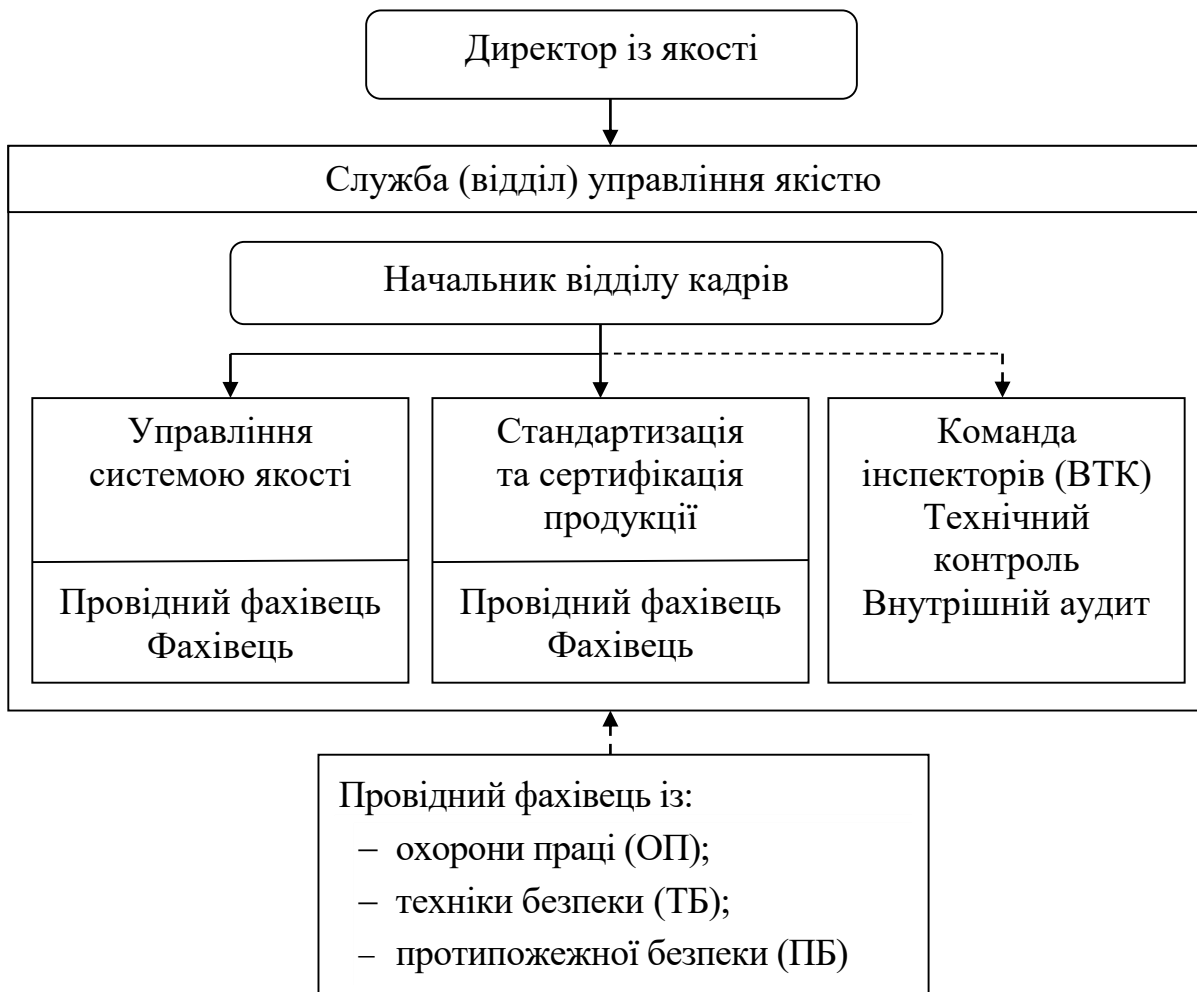 Директор із якості
Служба (відділ) управління якістю
Начальник відділу кадрів
Управління
системою якості
Провідний фахівець
Фахівець
Стандартизація
та сертифікація
продукції
Провідний фахівець
Фахівець
Команда
інспекторів (ВТК)
Технічний
контроль
Внутрішній аудит
Провідний фахівець із:
– охорони праці (ОП);
– техніки безпеки (ТБ);
– протипожежної безпеки (ПБ)